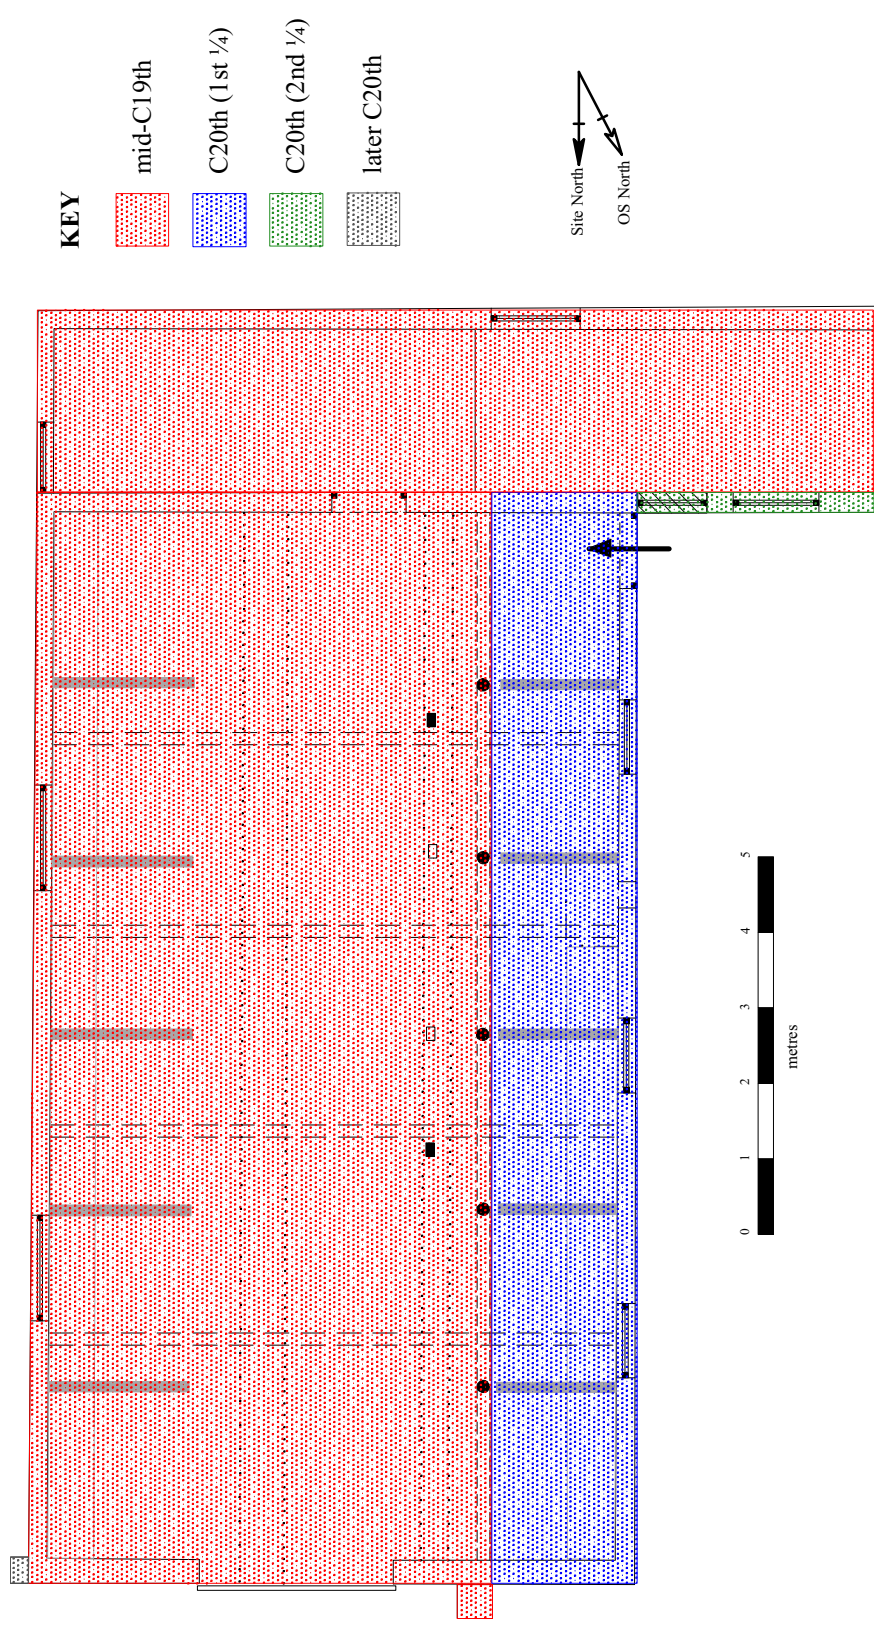 KEY
mid-C19th
C20th (1st ¼)
C20th (2nd ¼)
later C20th
Site North
OS North
0 1 2 3 4 5
metres